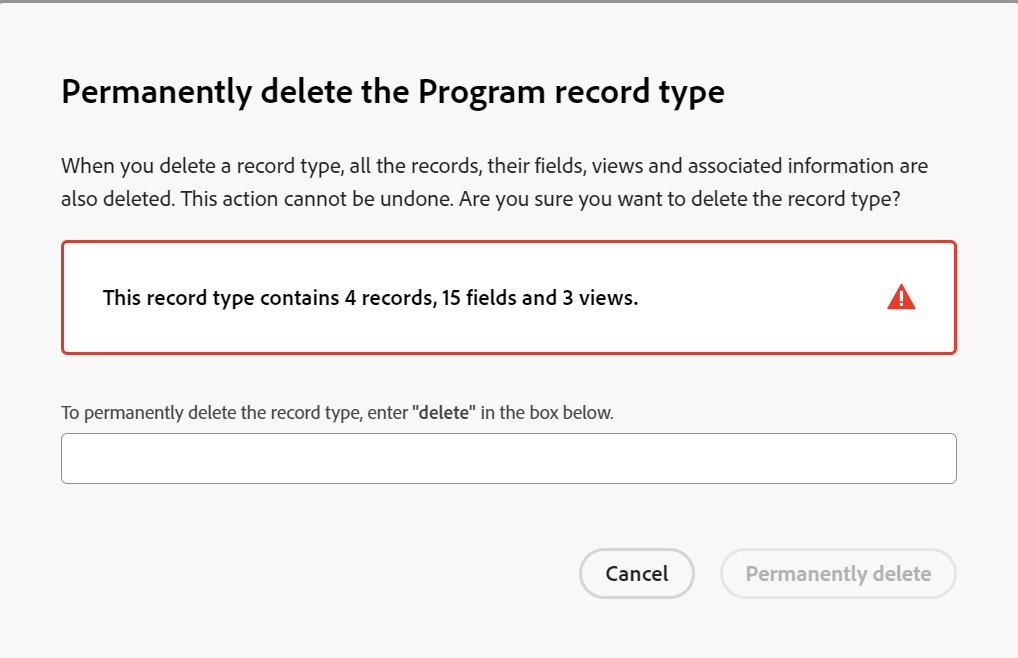 Permanently delete the Program record type
When you delete a record type, all the records, their fields, views and associated information are
also deleted. This action cannot be undone. Are you sure you want to delete the record type?
This record type contains 4 records, 15 fields and 3 views.
To permanently delete the record type, enter "delete" in the box below.
Cancel
Permanently delete